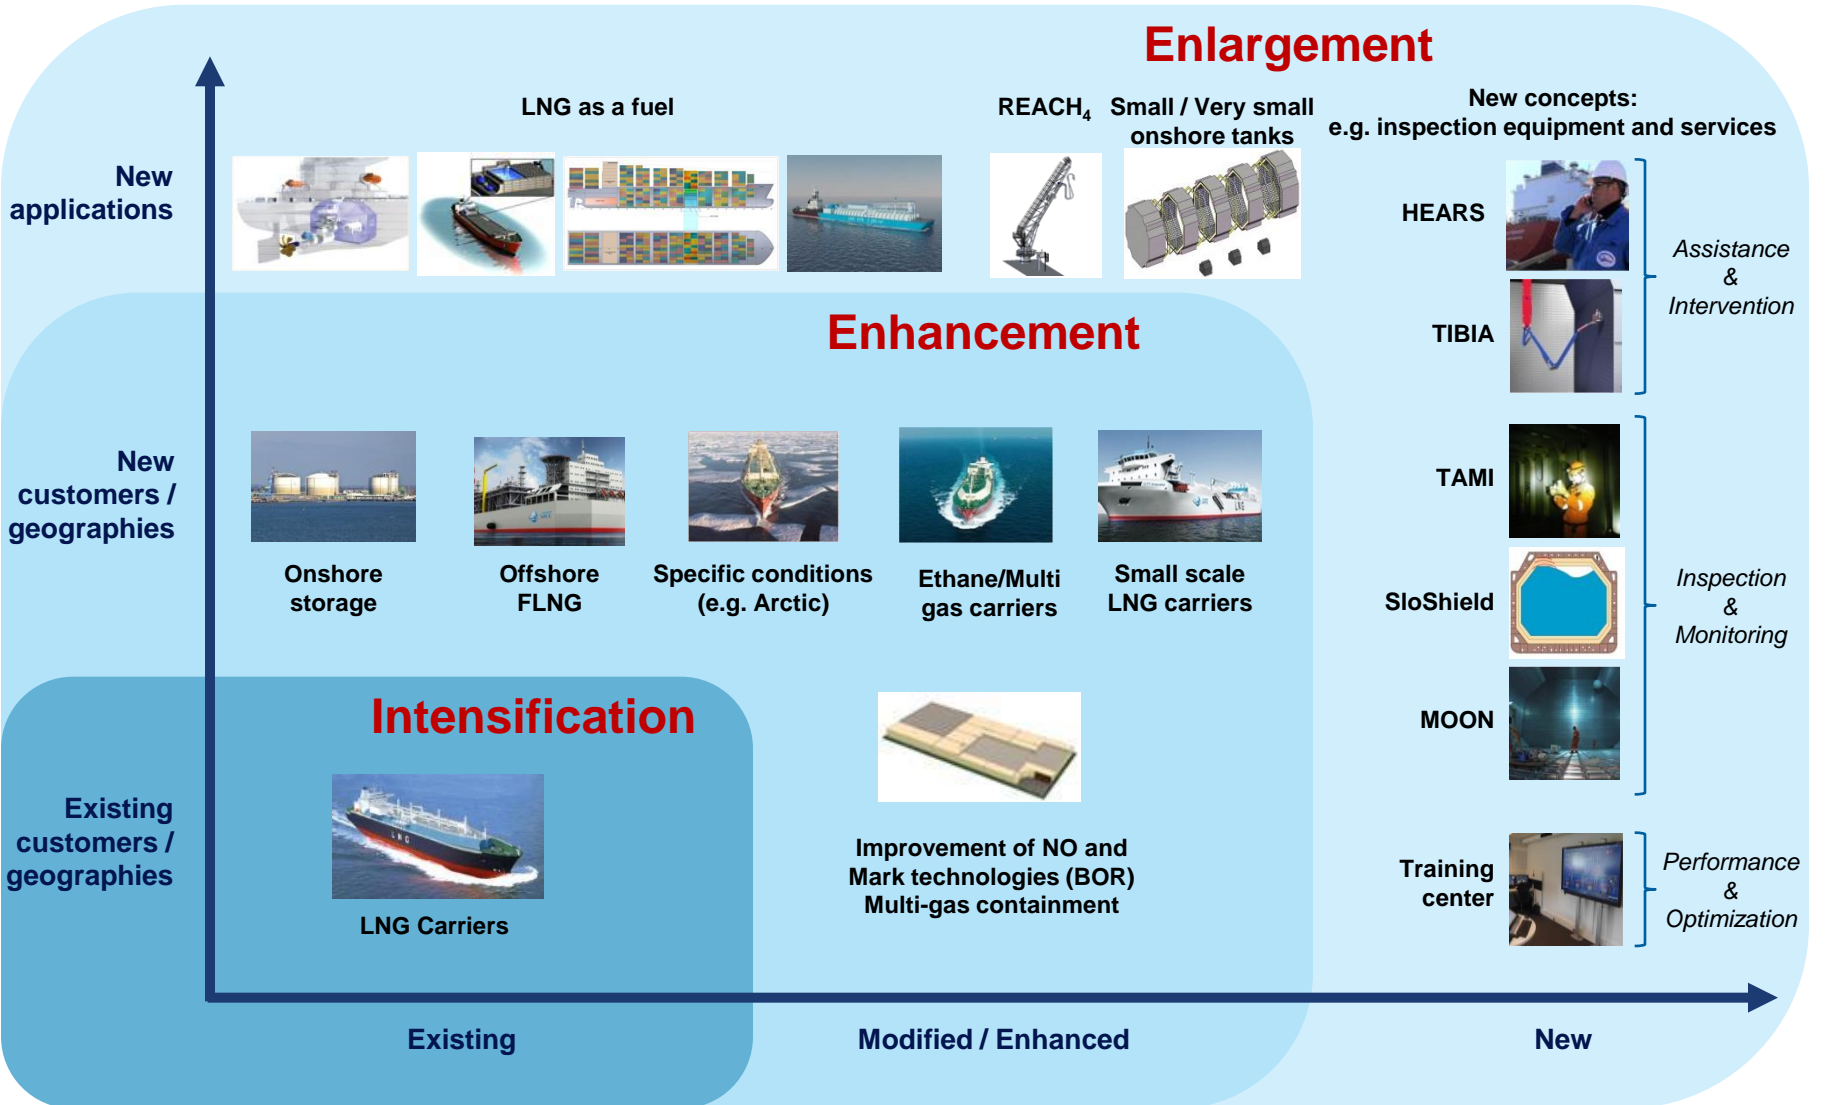 Enlargement
LNG as a fuel
REACH4
Small / Very small
onshore tanks
New concepts:
e.g. inspection equipment and services
New
applications
HEARS
Assistance
&
Intervention
TIBIA
Enhancement
New
customers /
geographies
Onshore
storage
Offshore
FLNG
Specific conditions
(e.g. Arctic)
Ethane/Multi
gas carriers
LNG
Small scale
LNG carriers
TAMI
SloShield
MOON
Inspection
&
Monitoring
Intensification
Existing
customers /
geographies
LNG
LNG Carriers
Improvement of NO and
Mark technologies (BOR)
Multi-gas containment
Training
center
Performance
&
Optimization
Existing
Modified / Enhanced
New